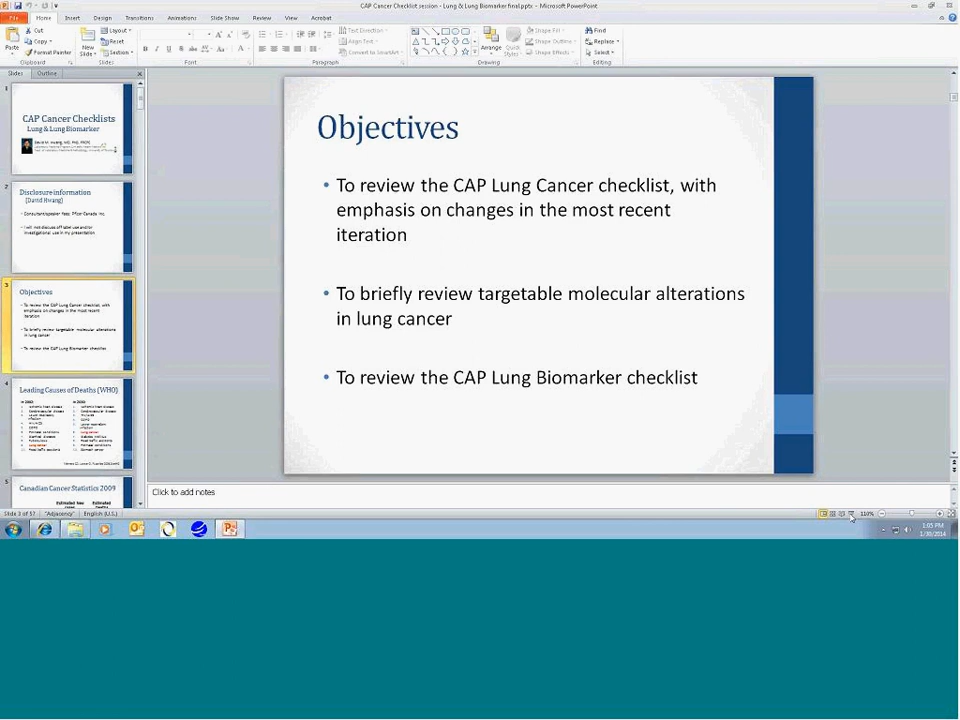 CAP Cancer Checklist session - Lung & Lung Biomarker final.pptx - Microsoft PowerPoint
File Home Insert Design Transitions Animations Slide Show Review View Acrobat
Cut
Copy
Format Painter
Paste
Clipboard
New
Slide
Layout
Reset
Section
Slides
Font
Text Direction
Align Text
Convert to SmartArt
Paragraph
Arrange
Quick
Styles
Shape Fill
Shape Outline
Shape Effects
Drawing
Find
Replace
Select
Editing
Slides Outline
1
CAP Cancer Checklists
Lung & Lung Biomarker
2
Disclosure information
(David Hwang)
Consultant/speaker fees: Pfizer Canada Inc.
I will not discuss off label use and/or
investigational use in my presentation
3
Objectives
To review the CAP Lung Cancer checklist, with
emphasis on changes in the most recent
iteration
To briefly review targetable molecular alterations
in lung cancer
To review the CAP Lung Biomarker checklist
4
Leading Causes of Deaths (WHO)
5
Canadian Cancer Statistics 2009
Estimated New Estimated
Deaths
Objectives
• To review the CAP Lung Cancer checklist, with
emphasis on changes in the most recent
iteration
• To briefly review targetable molecular alterations
in lung cancer
• To review the CAP Lung Biomarker checklist
Click to add notes
Slide 3 of 57 "Adjacency" English (U.S.)
110%
1:05 PM
1/30/2014